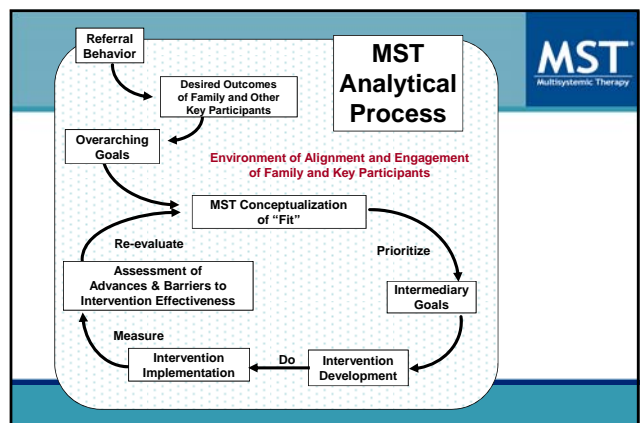 Referral
Behavior
MST
Analytical
Process
MST®
Multisystemic Therapy
Desired Outcomes
of Family and Other
Key Participants
Overarching
Goals
Environment of Alignment and Engagement
of Family and Key Participants
MST Conceptualization
of “Fit”
Re-evaluate
Prioritize
Assessment of
Advances & Barriers to
Intervention Effectiveness
Intermediary
Goals
Measure
Do
Intervention
Implementation
Intervention
Development